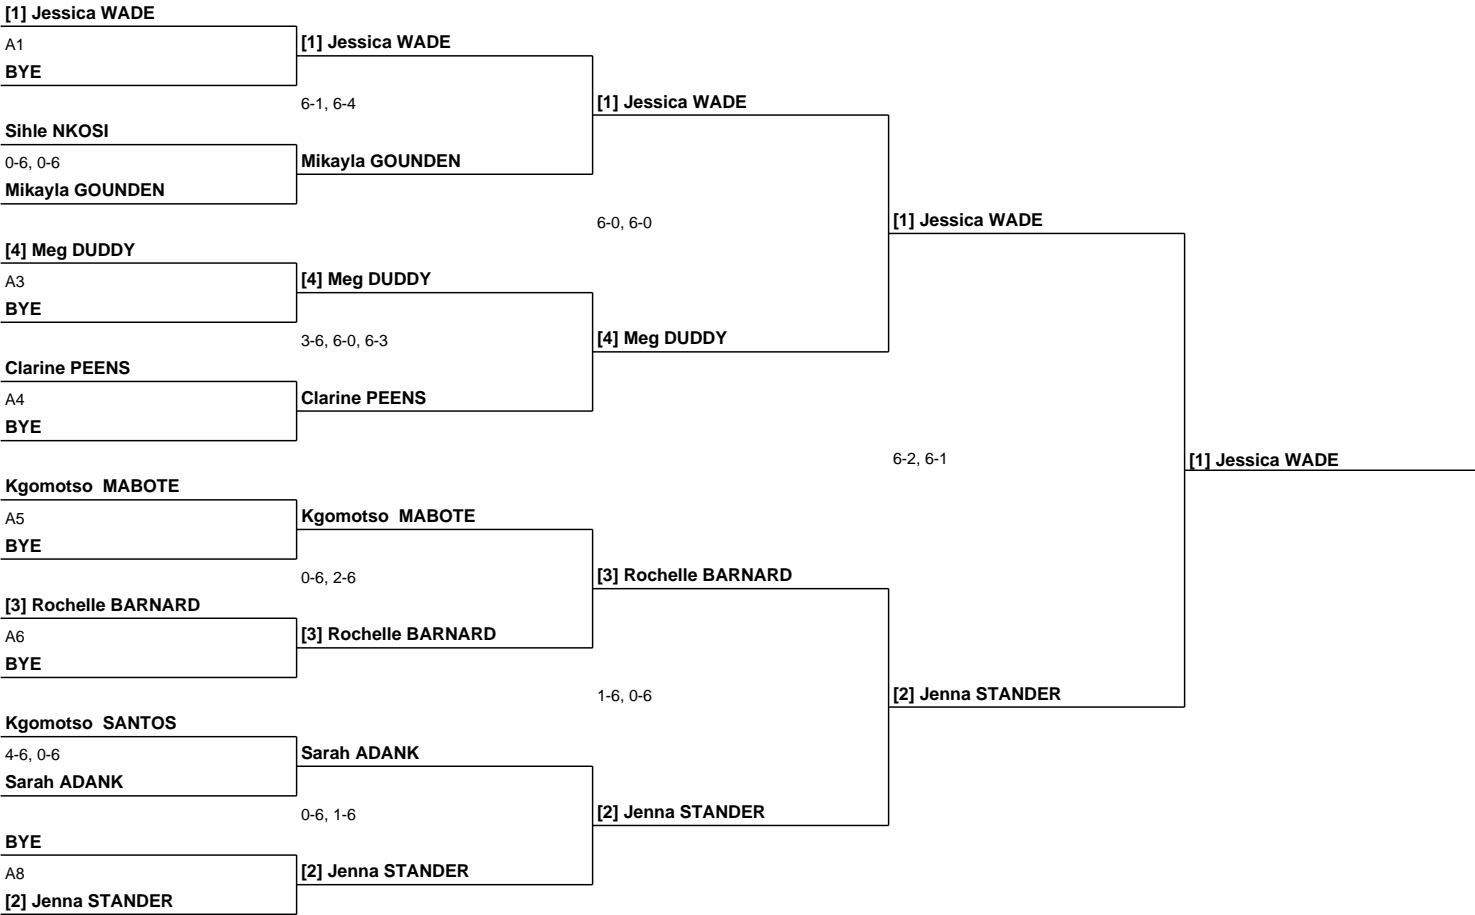 [1] Jessica WADE
A1
BYE
[1] Jessica WADE
6-1, 6-4
[1] Jessica WADE
Sihle NKOSI
0-6, 0-6
Mikayla GOUNDEN
Mikayla GOUNDEN
6-0, 6-0
[1] Jessica WADE
[4] Meg DUDDY
A3
BYE
[4] Meg DUDDY
3-6, 6-0, 6-3
[4] Meg DUDDY
Clarine PEENS
A4
BYE
Clarine PEENS
6-2, 6-1
[1] Jessica WADE
Kgomotso  MABOTE
A5
BYE
Kgomotso  MABOTE
0-6, 2-6
[3] Rochelle BARNARD
[3] Rochelle BARNARD
A6
BYE
[3] Rochelle BARNARD
1-6, 0-6
[2] Jenna STANDER
Kgomotso  SANTOS
4-6, 0-6
Sarah ADANK
Sarah ADANK
0-6, 1-6
[2] Jenna STANDER
BYE
A8
[2] Jenna STANDER
[2] Jenna STANDER